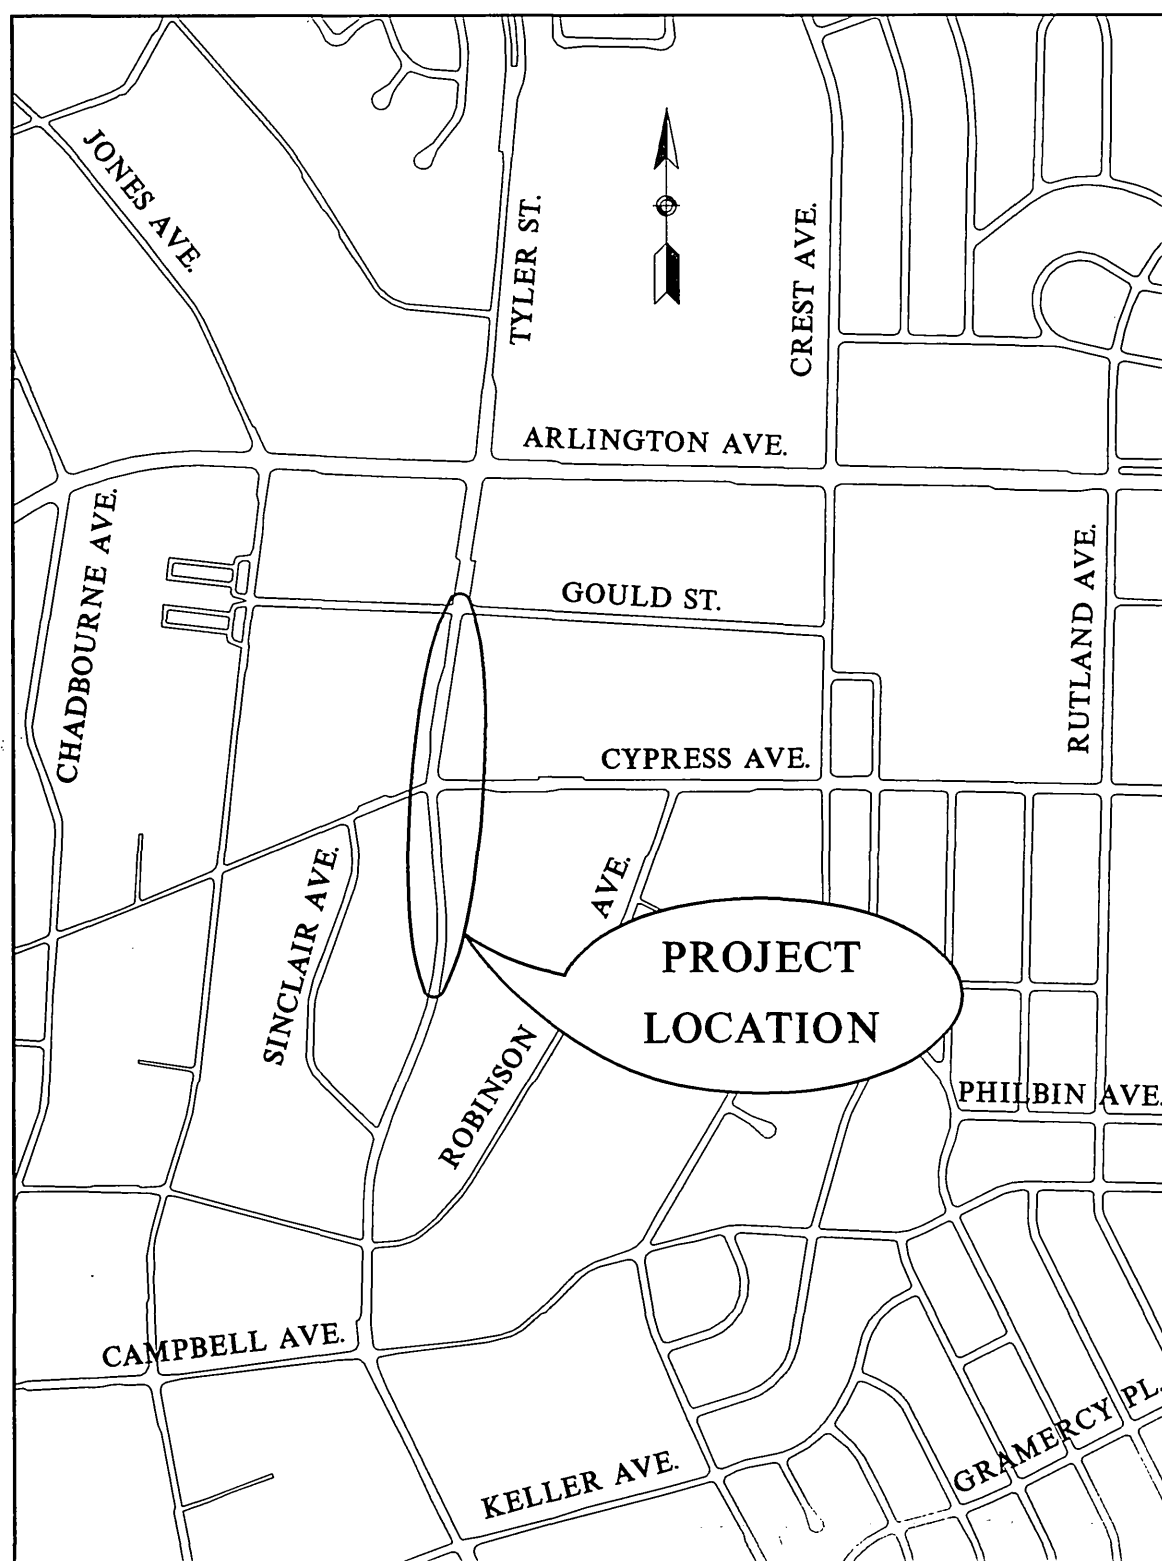 JONES AVE.
TYLER ST.
CREST AVE.
ARLINGTON AVE.
CHADBOURNE AVE.
GOULD ST.
RUTLAND AVE.
CYPRESS AVE.
SINCLAIR AVE.
ROBINSON AVE.
PROJECT
LOCATION
PHILBIN AVE.
CAMPBELL AVE.
KELLER AVE.
GRAMERCY PL.